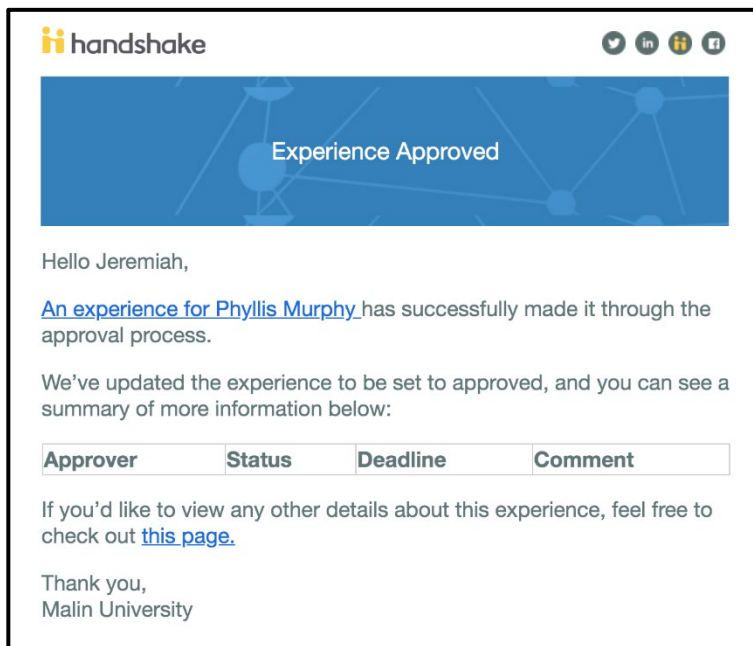 handshake
Experience Approved
Hello Jeremiah,
An experience for Phyllis Murphy has successfully made it through the
approval process.
We've updated the experience to be set to approved, and you can see a
summary of more information below:
Approver Status Deadline Comment
If you'd like to view any other details about this experience, feel free to
check out this page.
Thank you,
Malin University